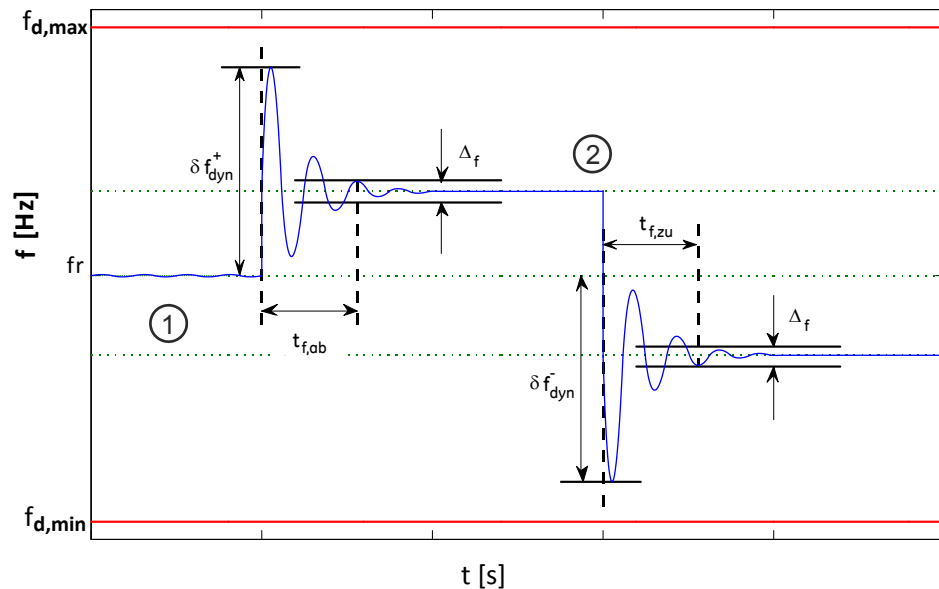 f_d,max
δ f_dyn^+
Δ_f
2
f [Hz]
t_f,zu
fr
1
Δ_f
t_f,ab
δ f_dyn^-
f_d,min
t [s]